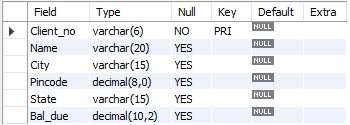 Field Type Null Key Default Extra
Client_no varchar(6) NO PRI NULL
Name varchar(20) YES NULL
City varchar(15) YES NULL
Pincode decimal(8,0) YES NULL
State varchar(15) YES NULL
Bal_due decimal(10,2) YES NULL